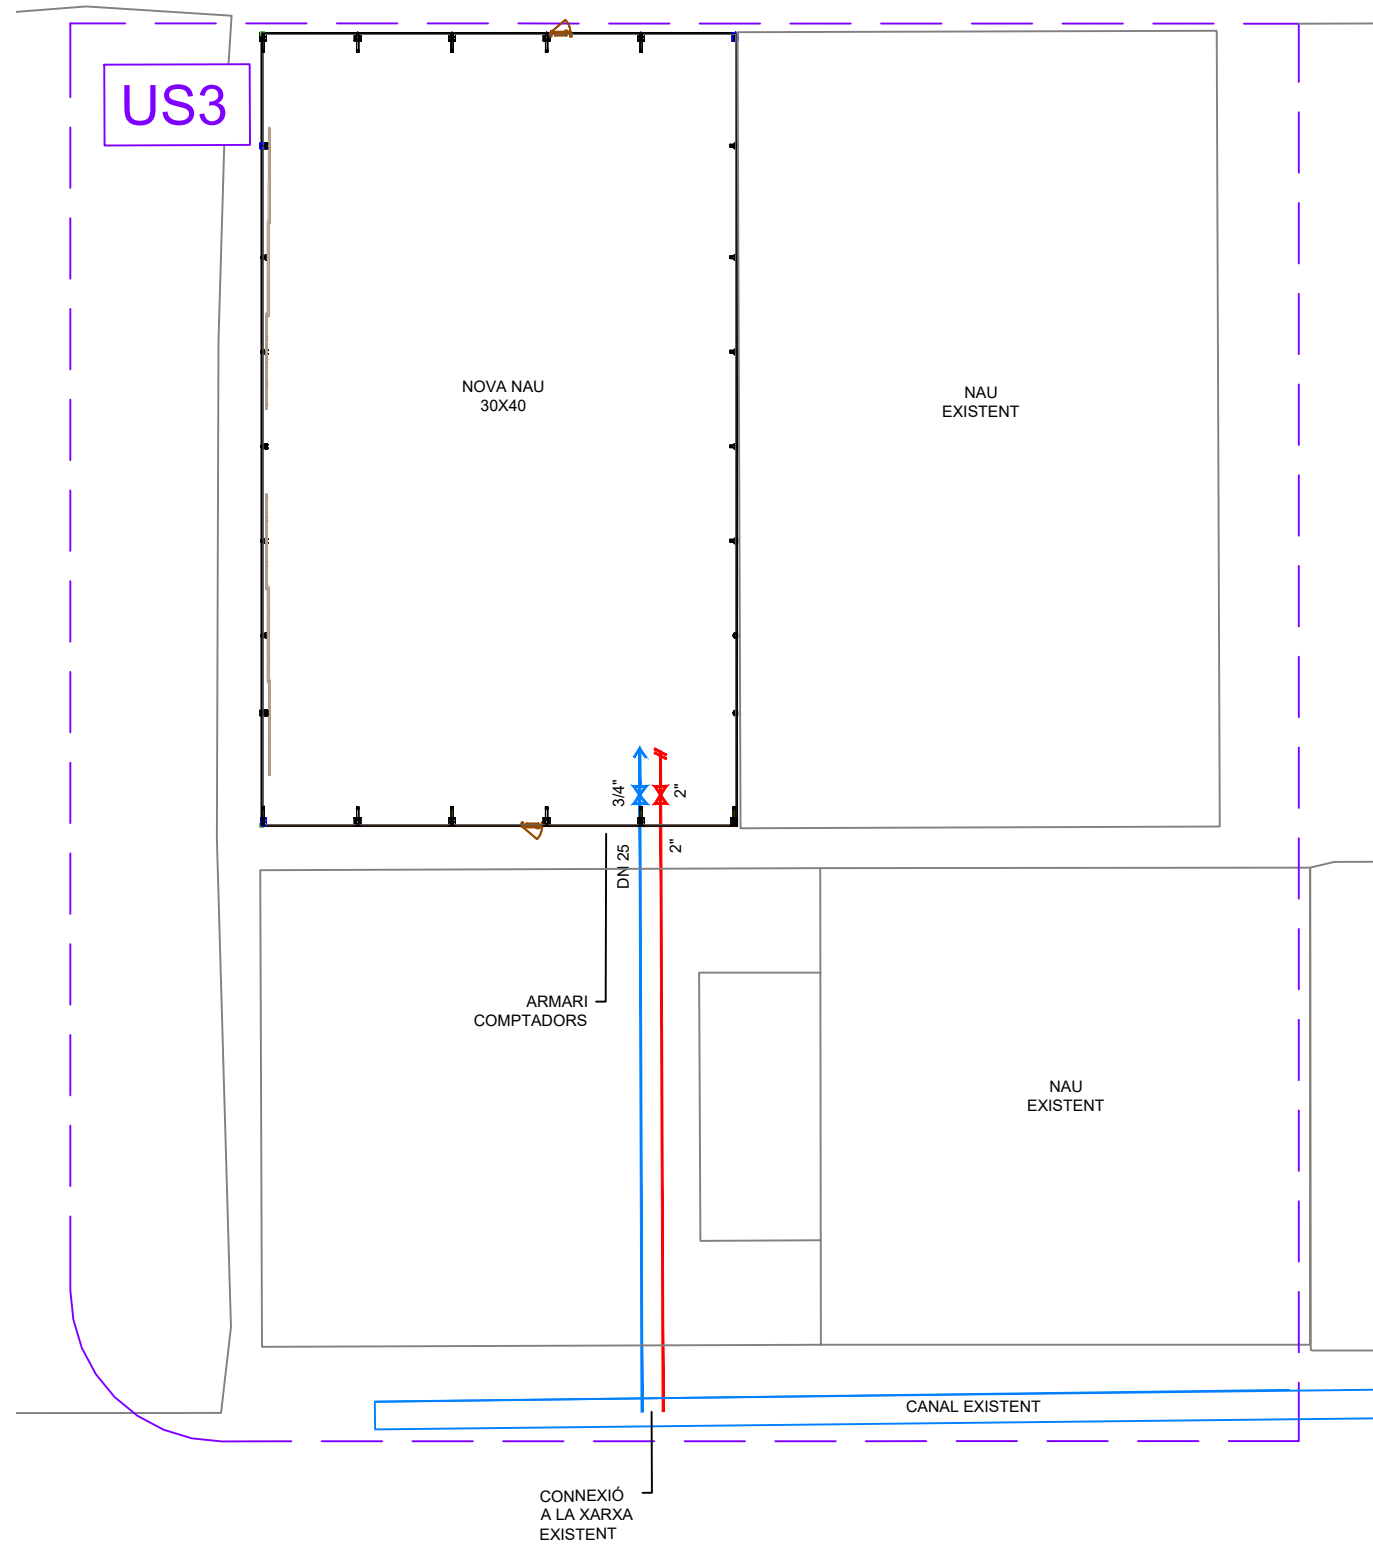 US3
NOVA NAU
30X40
NAU
EXISTENT
3/4"
2"
DN 25
2"
ARMARI
COMPTADORS
NAU
EXISTENT
CANAL EXISTENT
CONNEXIÓ
A LA XARXA
EXISTENT